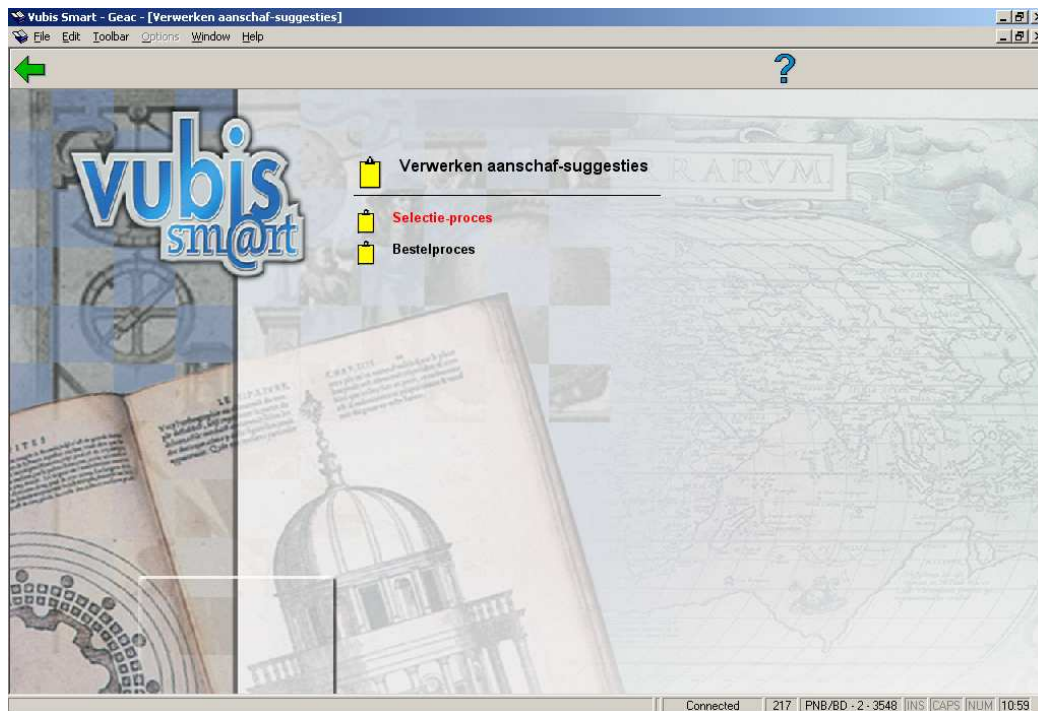 Vubis Smart - Geac - [Verwerken aanschaf-suggesties]
File Edit Toolbar Options Window Help
?
vubis
sm@rt
Verwerken aanschaf-suggesties
RARVM
Selectie-proces
Bestelproces
Connected 217 PNB/BD - 2 - 3548 INS CAPS NUM 10:59